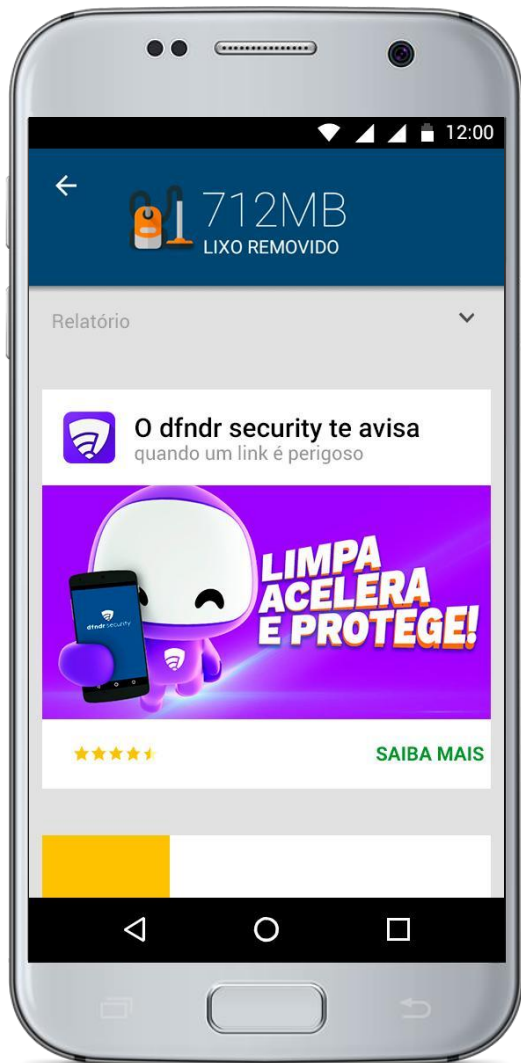 12:00
712MB
LIXO REMOVIDO
Relatório
O dfndr security te avisa
quando um link é perigoso
LIMPA
ACELERA
E PROTEGE!
dfndr security
SAIBA MAIS